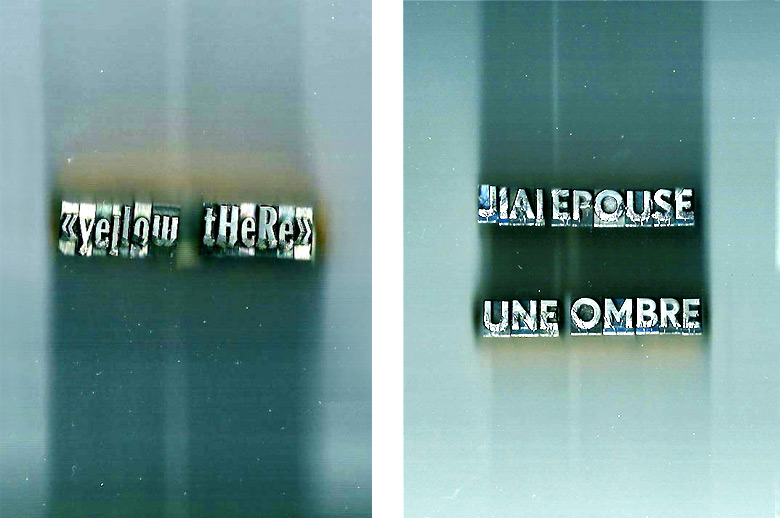 «yellow tHeRe»
J'AI EPOUSE
UNE OMBRE